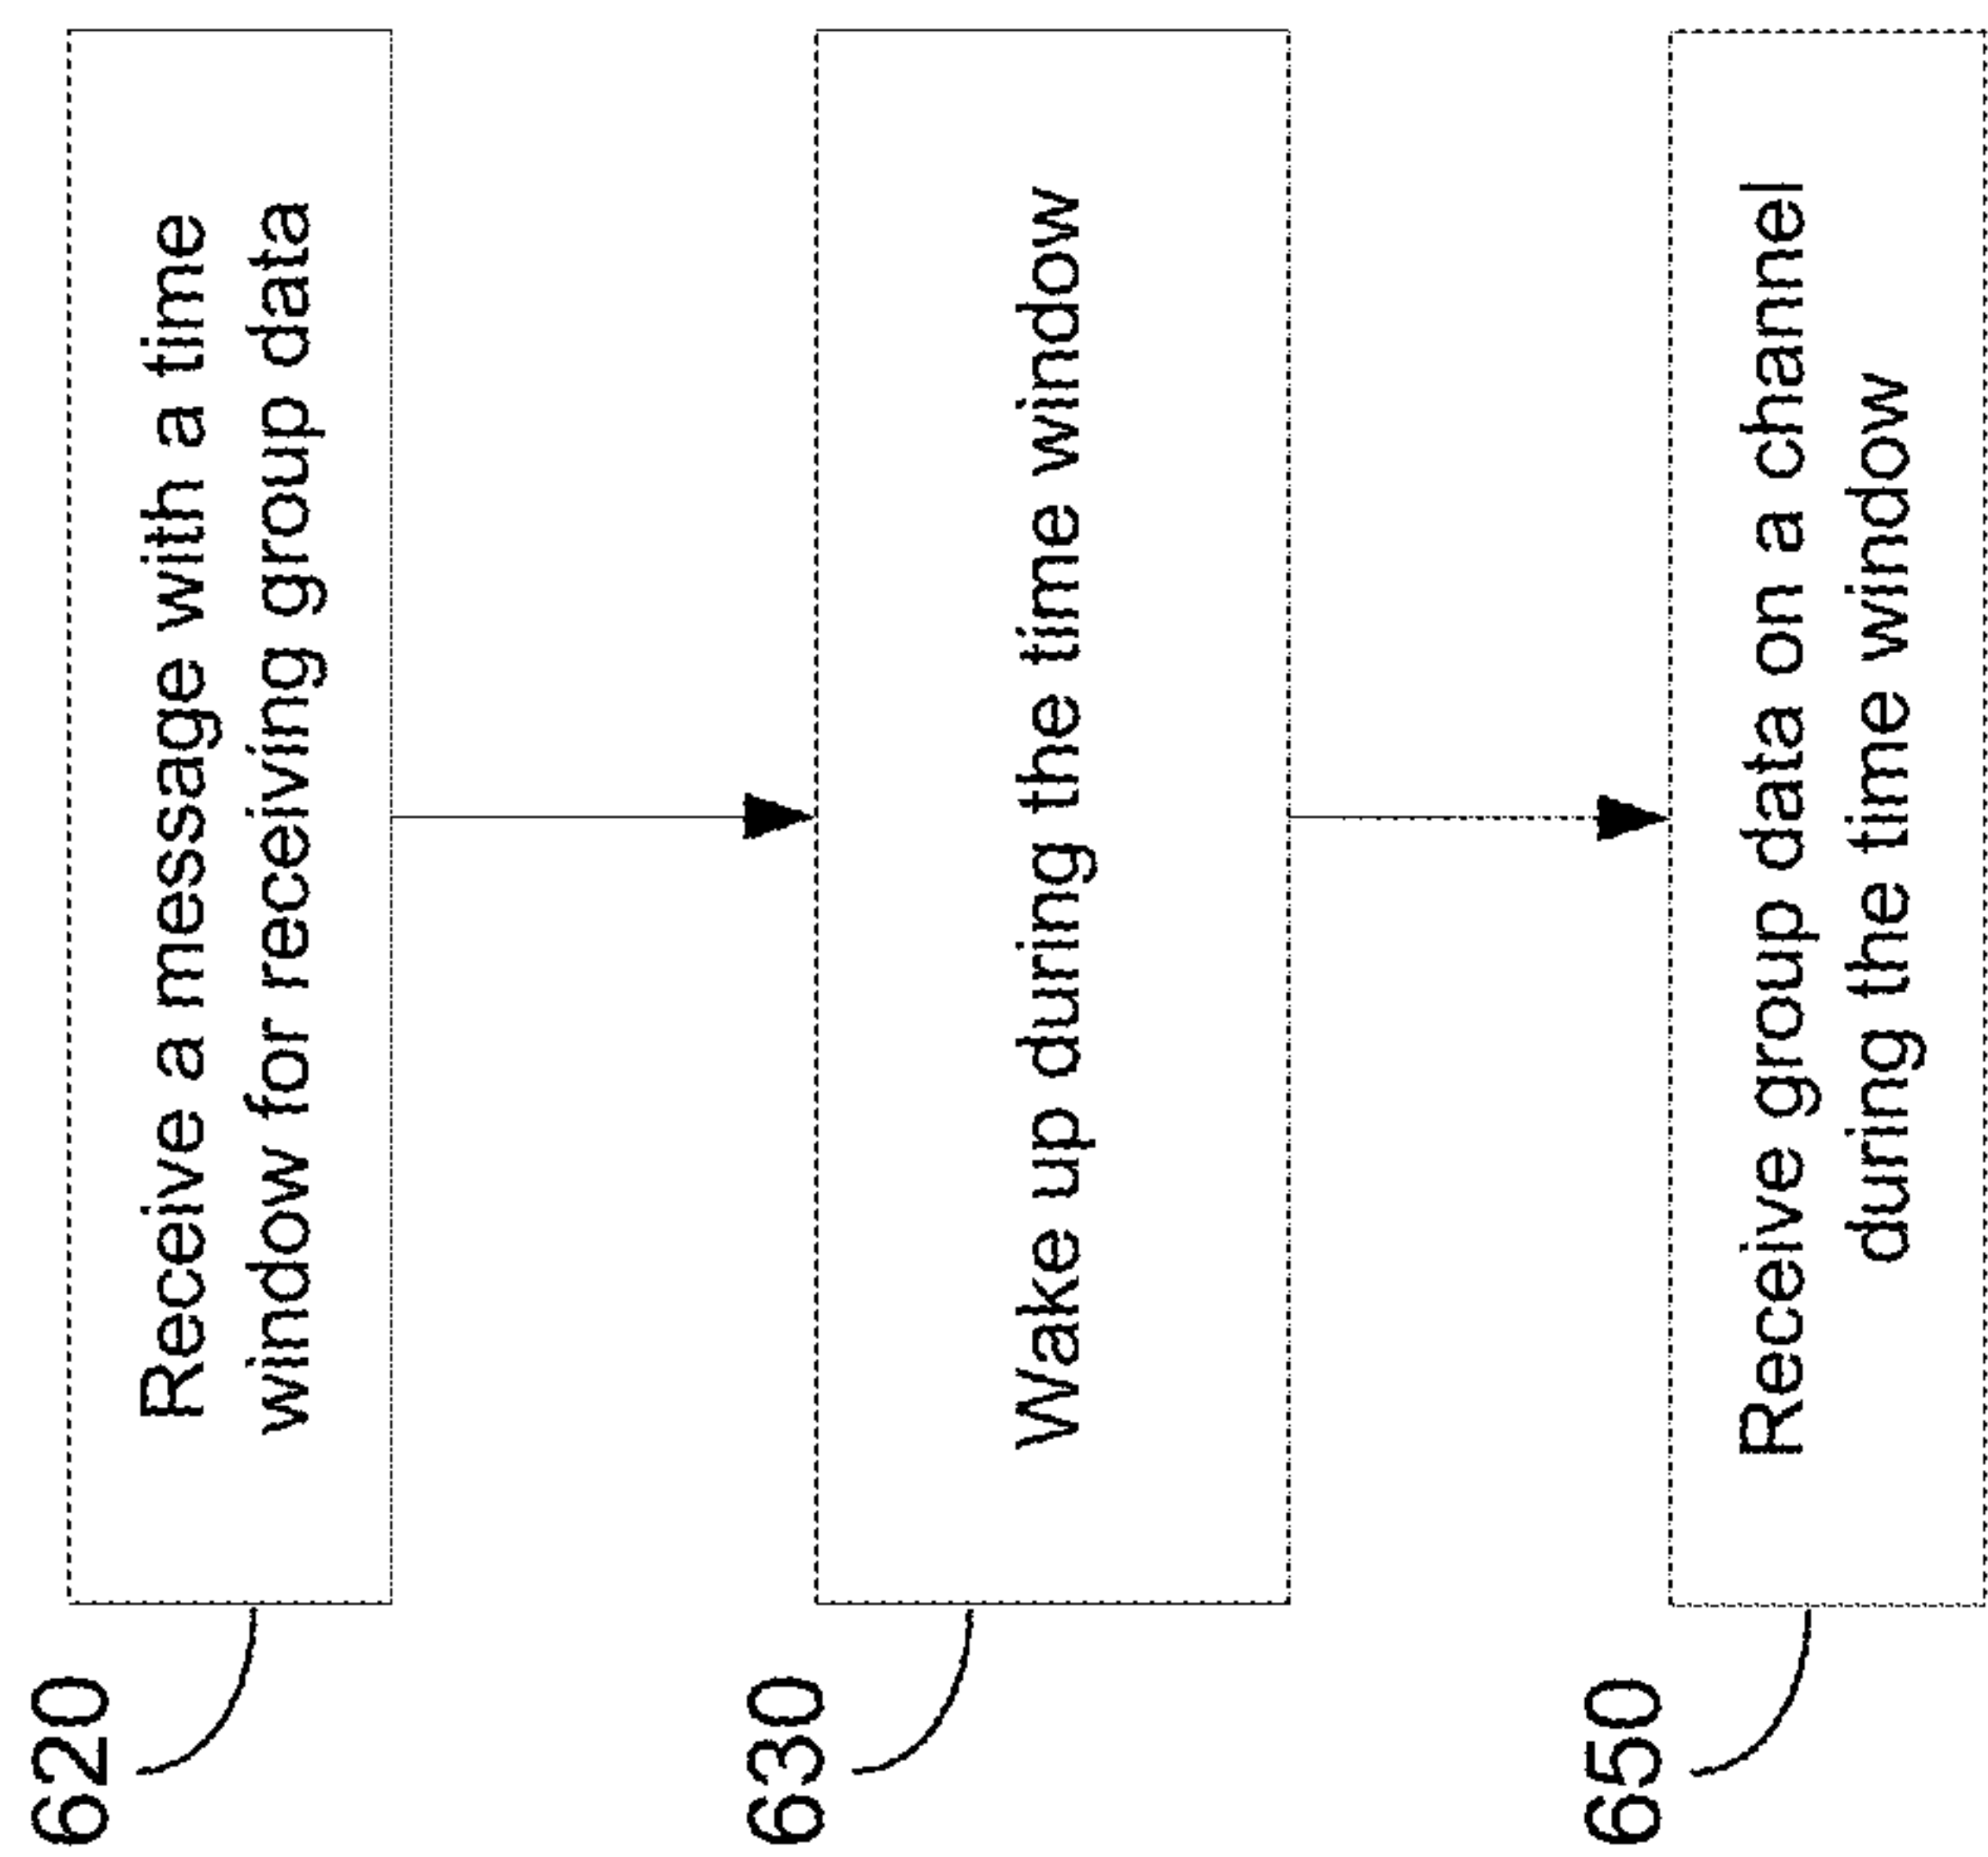 620
Receive a message with a time
window for receiving group data
630
Wake up during the time window
650
Receive group data on a channel
during the time window